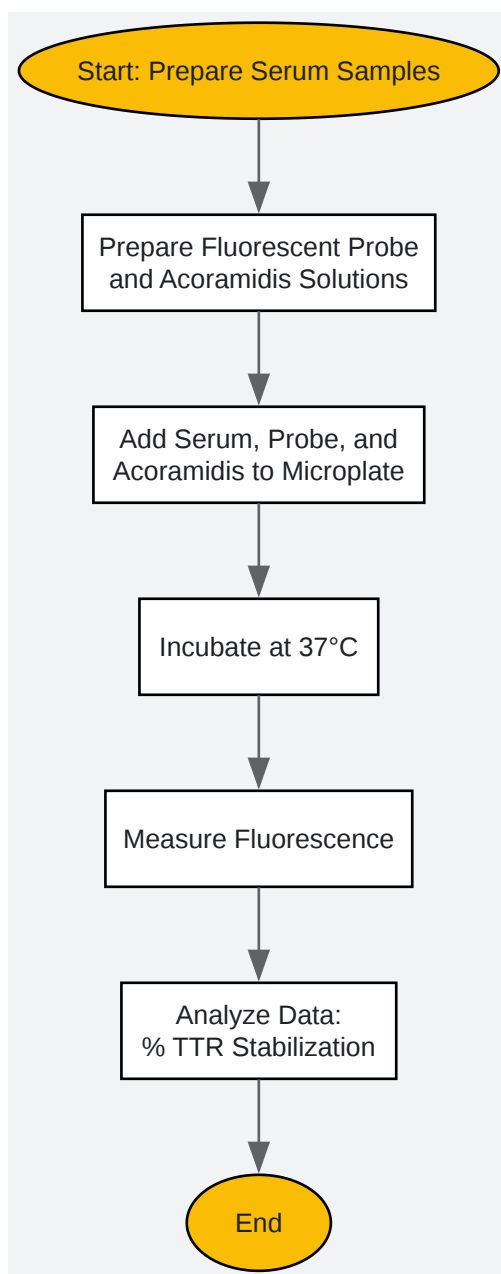 Start: Prepare Serum Samples
Prepare Fluorescent Probe
and Acoramidis Solutions
Add Serum, Probe, and
Acoramidis to Microplate
Incubate at 37°C
Measure Fluorescence
Analyze Data:
% TTR Stabilization
End